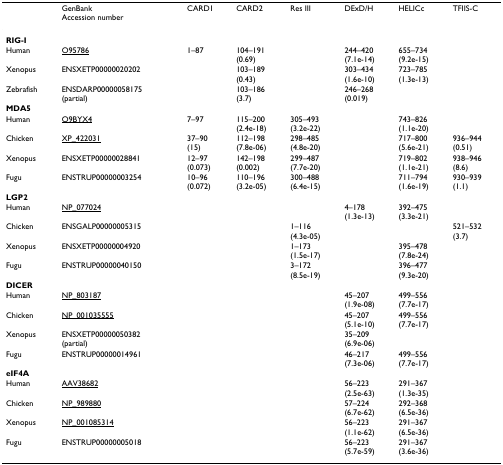 GenBank Accession number CARD1 CARD2 Res III DExD/H HELICc TFIIS-C
RIG-I
Human O95786 1–87 104–191 244–420 655–734
(0.69) (7.1e-14) (9.2e-15)
Xenopus ENSXETP00000020202 103–189 303–434 723–785
(0.43) (1.6e-10) (1.3e-13)
Zebrafish ENSDARP00000058175 103–186 246–268
(partial) (3.7) (0.019)
MDA5
Human Q9BYX4 7–97 115–200 305–493 743–826
(2.4e-18) (3.2e-22) (1.1e-20)
Chicken XP_422031 37–90 112–198 298–485 717–800 936–944
(15) (7.8e-06) (4.8e-20) (5.6e-21) (0.51)
Xenopus ENSXETP00000028841 12–97 142–198 299–487 719–802 938–946
(0.073) (0.002) (7.7e-20) (1.1e-21) (8.6)
Fugu ENSTRUP00000003254 10–96 110–196 300–488 711–794 930–939
(0.072) (3.2e-05) (6.4e-15) (1.6e-19) (1.1)
LGP2
Human NP_077024 4–178 392–475
(1.3e-13) (3.3e-21)
Chicken ENSGALP00000005315 1–116 521–532
(4.3e-05) (3.7)
Xenopus ENSXETP00000004920 1–173 395–478
(1.5e-17) (7.8e-24)
Fugu ENSTRUP00000040150 3–172 396–477
(8.5e-19) (9.3e-20)
DICER
Human NP_803187 45–207 499–556
(1.9e-08) (7.7e-17)
Chicken NP_001035555 45–207 499–556
(5.1e-10) (7.7e-17)
Xenopus ENSXETP00000050382 35–209
(partial) (6.9e-06)
Fugu ENSTRUP00000014961 46–217 499–556
(7.3e-06) (7.7e-17)
eIF4A
Human AAV38682 56–223 291–367
(2.5e-63) (1.3e-35)
Chicken NP_989880 57–224 292–368
(6.7e-62) (6.5e-36)
Xenopus NP_001085314 56–223 291–367
(1.1e-62) (6.5e-36)
Fugu ENSTRUP00000005018 56–223 291–367
(5.7e-59) (3.6e-36)